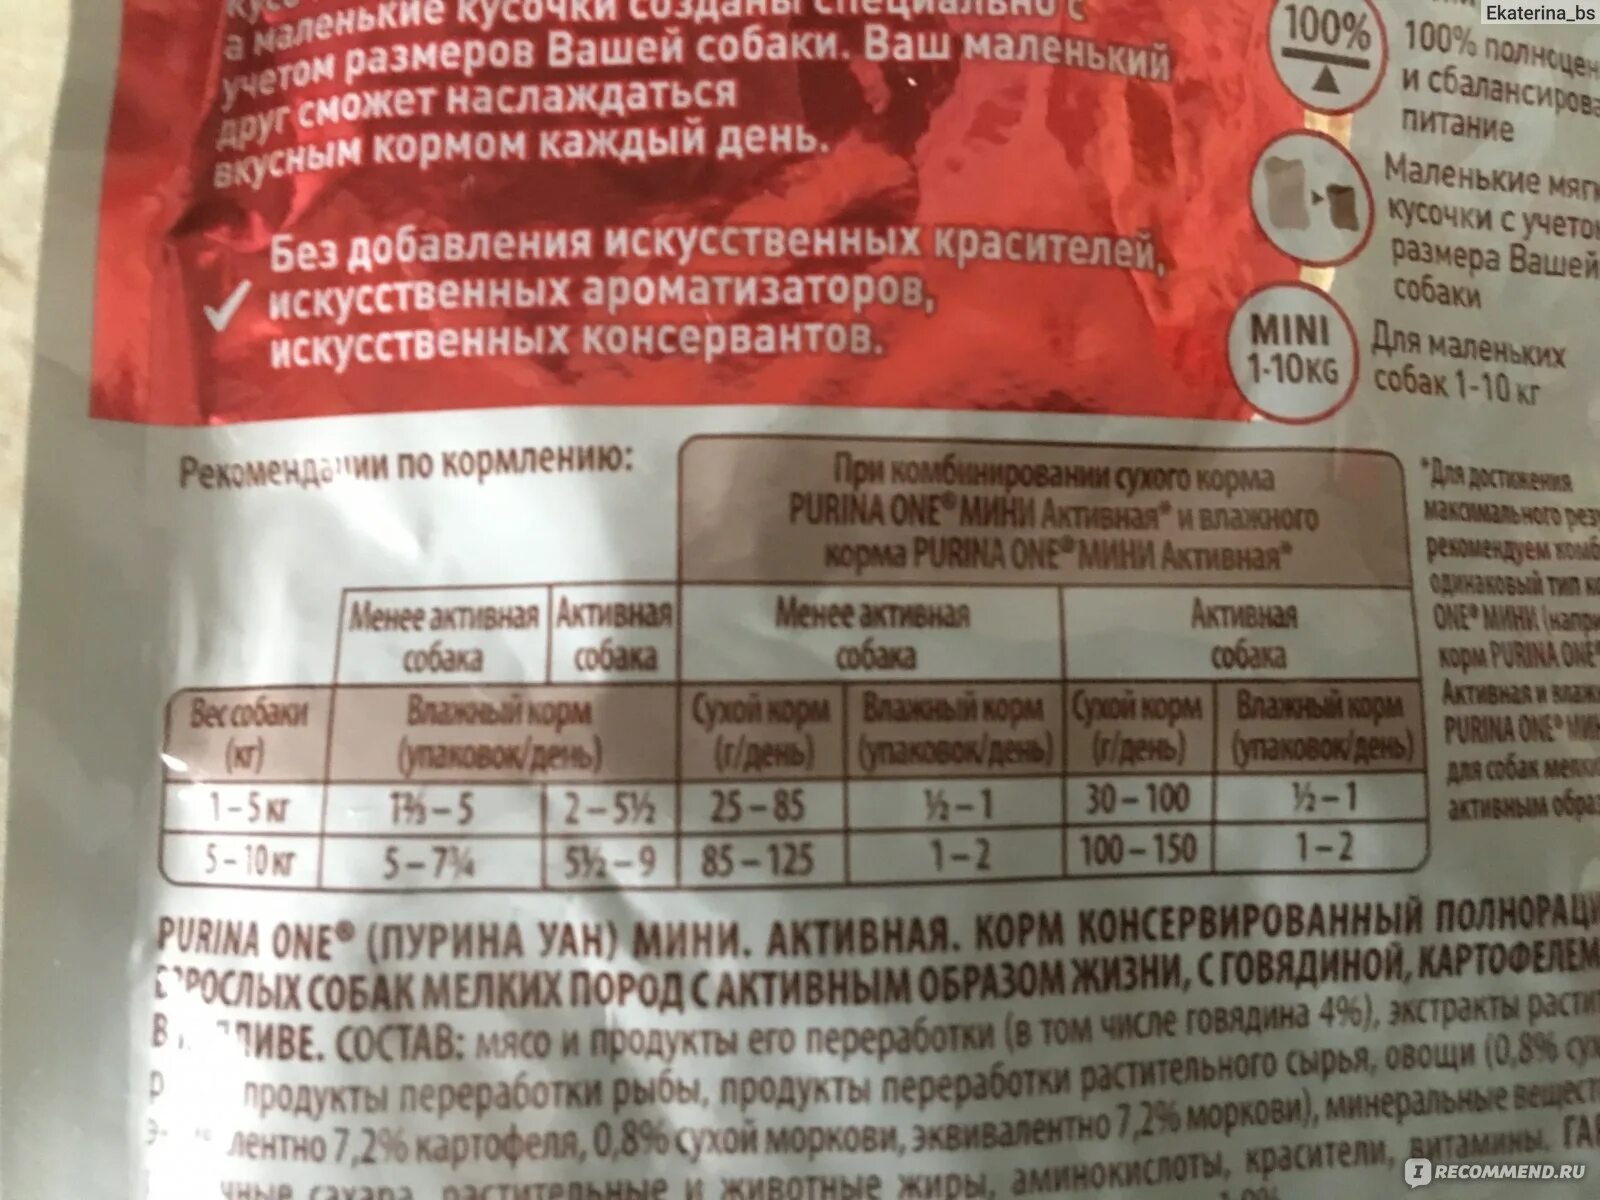 Ekaterina_bs
а маленькие кусочки созданы специально с
учетом размеров Вашей собаки. Ваш маленький
друг сможет наслаждаться
вкусным кормом каждый день.
Без добавления искусственных красителей,
искусственных ароматизаторов,
искусственных консервантов.
100%
100% полноцен
и сбалансирова
питание
Маленькие мягк
кусочки с учетом
размера Вашей
собаки
MINI
1-10KG
Для маленьких
собак 1-10 кг
Рекомендации по кормлению:
При комбинировании сухого корма
PURINA ONE® МИНИ Активная* и влажного
корма PURINA ONE® МИНИ Активная*
Менее активная собака
Активная собака
Менее активная собака
Активная собака
Вес собаки (кг)
Влажный корм (упаковок/день)
Сухой корм (г/день)
Влажный корм (упаковок/день)
Сухой корм (г/день)
Влажный корм (упаковок/день)
1 – 5 кг 1⅔ – 5 2 – 5½ 25 – 85 ½ – 1 30 – 100 ½ – 1
5 – 10 кг 5 – 7¾ 5½ – 9 85 – 125 1 – 2 100 – 150 1 – 2
*Для достижения
максимального рез
рекомендуем комб
одинаковый тип ко
ONE® МИНИ (напри
корм PURINA ONE®
Активная и влажн
PURINA ONE® МИН
для собак мелких
активным образ
PURINA ONE® (ПУРИНА УАН) МИНИ. АКТИВНАЯ. КОРМ КОНСЕРВИРОВАННЫЙ ПОЛНОРАЦИ
ВЗРОСЛЫХ СОБАК МЕЛКИХ ПОРОД С АКТИВНЫМ ОБРАЗОМ ЖИЗНИ, С ГОВЯДИНОЙ, КАРТОФЕЛЕМ
В ПОДЛИВЕ. СОСТАВ: мясо и продукты его переработки (в том числе говядина 4%), экстракты расти
продукты переработки рыбы, продукты переработки растительного сырья, овощи (0,8% сух
лентно 7,2% картофеля, 0,8% сухой моркови, эквивалентно 7,2% моркови), минеральные вещест
сахара, растительные и животные жиры, аминокислоты, красители, витамины. ГАР
IRECOMMEND.RU